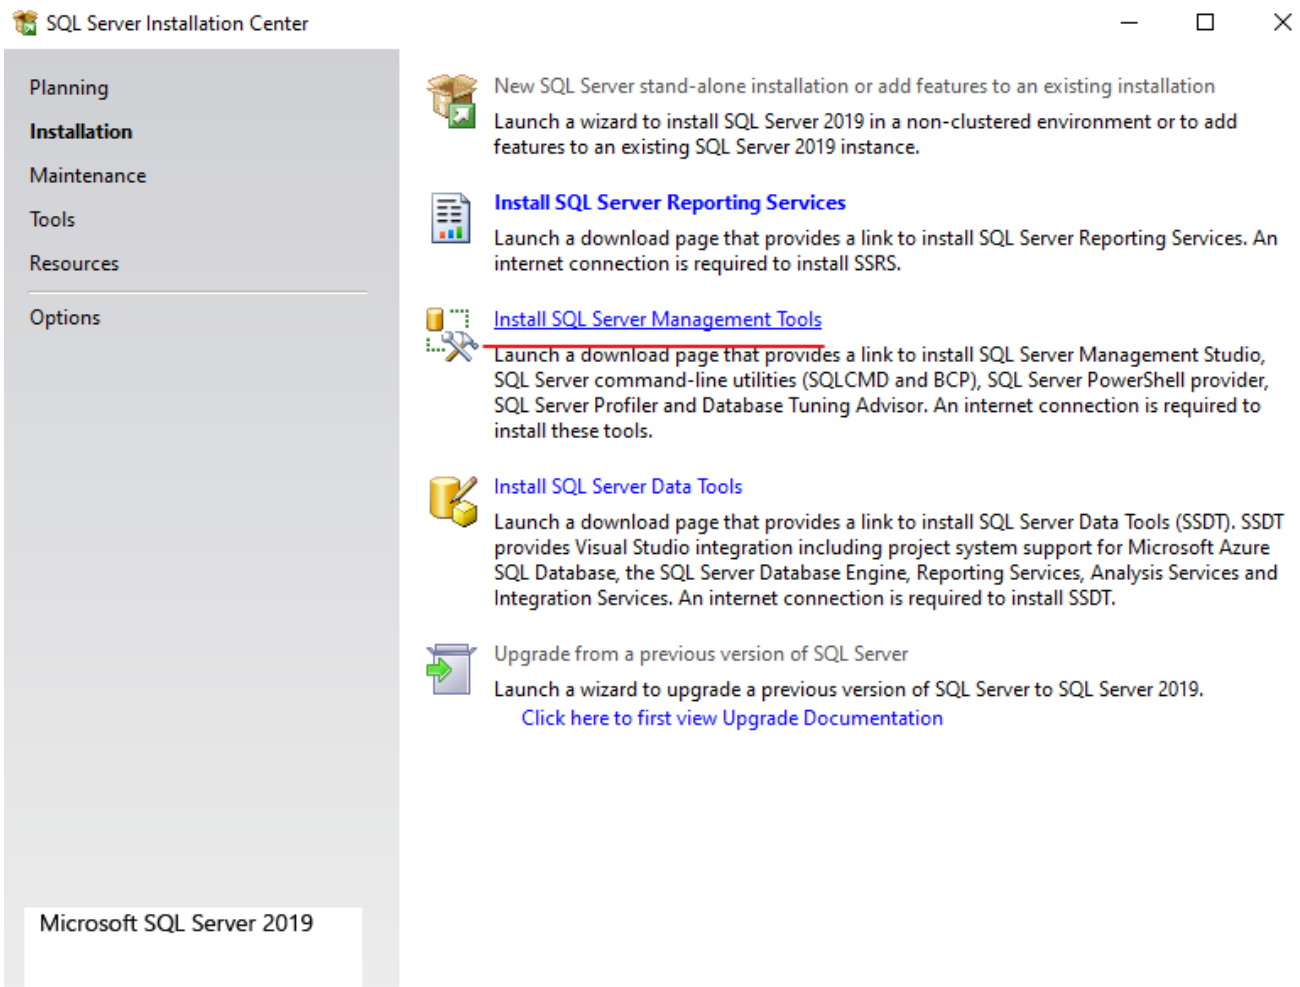 SQL Server Installation Center
Planning
Installation
Maintenance
Tools
Resources
Options
Microsoft SQL Server 2019
New SQL Server stand-alone installation or add features to an existing installation
Launch a wizard to install SQL Server 2019 in a non-clustered environment or to add
features to an existing SQL Server 2019 instance.
Install SQL Server Reporting Services
Launch a download page that provides a link to install SQL Server Reporting Services. An
internet connection is required to install SSRS.
Install SQL Server Management Tools
Launch a download page that provides a link to install SQL Server Management Studio,
SQL Server command-line utilities (SQLCMD and BCP), SQL Server PowerShell provider,
SQL Server Profiler and Database Tuning Advisor. An internet connection is required to
install these tools.
Install SQL Server Data Tools
Launch a download page that provides a link to install SQL Server Data Tools (SSDT). SSDT
provides Visual Studio integration including project system support for Microsoft Azure
SQL Database, the SQL Server Database Engine, Reporting Services, Analysis Services and
Integration Services. An internet connection is required to install SSDT.
Upgrade from a previous version of SQL Server
Launch a wizard to upgrade a previous version of SQL Server to SQL Server 2019.
Click here to first view Upgrade Documentation